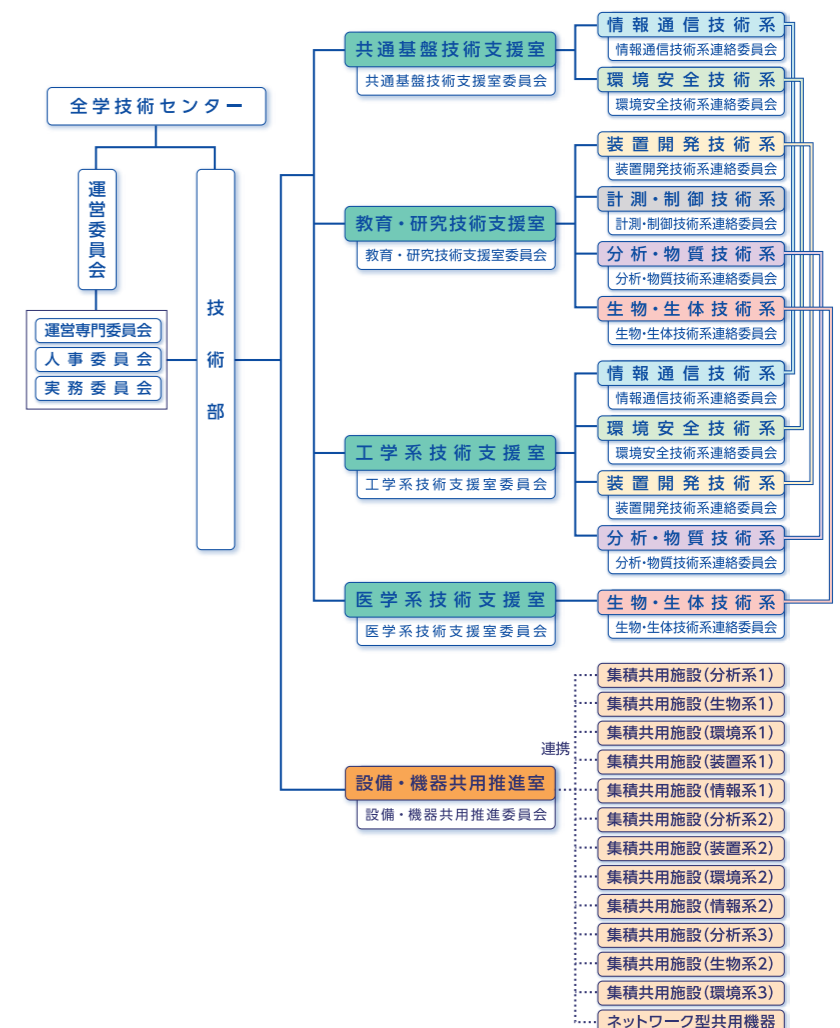 全学技術センター
運営委員会
運営専門委員会
人事委員会
実務委員会
技術部
共通基盤技術支援室
共通基盤技術支援室委員会
情報通信技術系
情報通信技術系連絡委員会
環境安全技術系
環境安全技術系連絡委員会
教育・研究技術支援室
教育・研究技術支援室委員会
装置開発技術系
装置開発技術系連絡委員会
計測・制御技術系
計測・制御技術系連絡委員会
分析・物質技術系
分析・物質技術系連絡委員会
生物・生体技術系
生物・生体技術系連絡委員会
工学系技術支援室
工学系技術支援室委員会
情報通信技術系
情報通信技術系連絡委員会
環境安全技術系
環境安全技術系連絡委員会
装置開発技術系
装置開発技術系連絡委員会
分析・物質技術系
分析・物質技術系連絡委員会
医学系技術支援室
医学系技術支援室委員会
生物・生体技術系
生物・生体技術系連絡委員会
設備・機器共用推進室
設備・機器共用推進委員会
連携
集積共用施設(分析系1)
集積共用施設(生物系1)
集積共用施設(環境系1)
集積共用施設(装置系1)
集積共用施設(情報系1)
集積共用施設(分析系2)
集積共用施設(装置系2)
集積共用施設(環境系2)
集積共用施設(情報系2)
集積共用施設(分析系3)
集積共用施設(生物系2)
集積共用施設(環境系3)
ネットワーク型共用機器